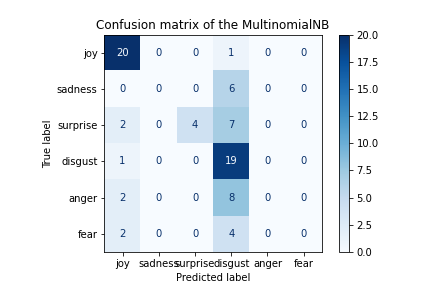 Confusion matrix of the MultinomialNB
joy 20 0 0 1 0 0
sadness 0 0 0 6 0 0
surprise 2 0 4 7 0 0
disgust 1 0 0 19 0 0
anger 2 0 0 8 0 0
fear 2 0 0 4 0 0
joy sadness surprise disgust anger fear
True label
Predicted label
20.0
17.5
15.0
12.5
10.0
7.5
5.0
2.5
0.0